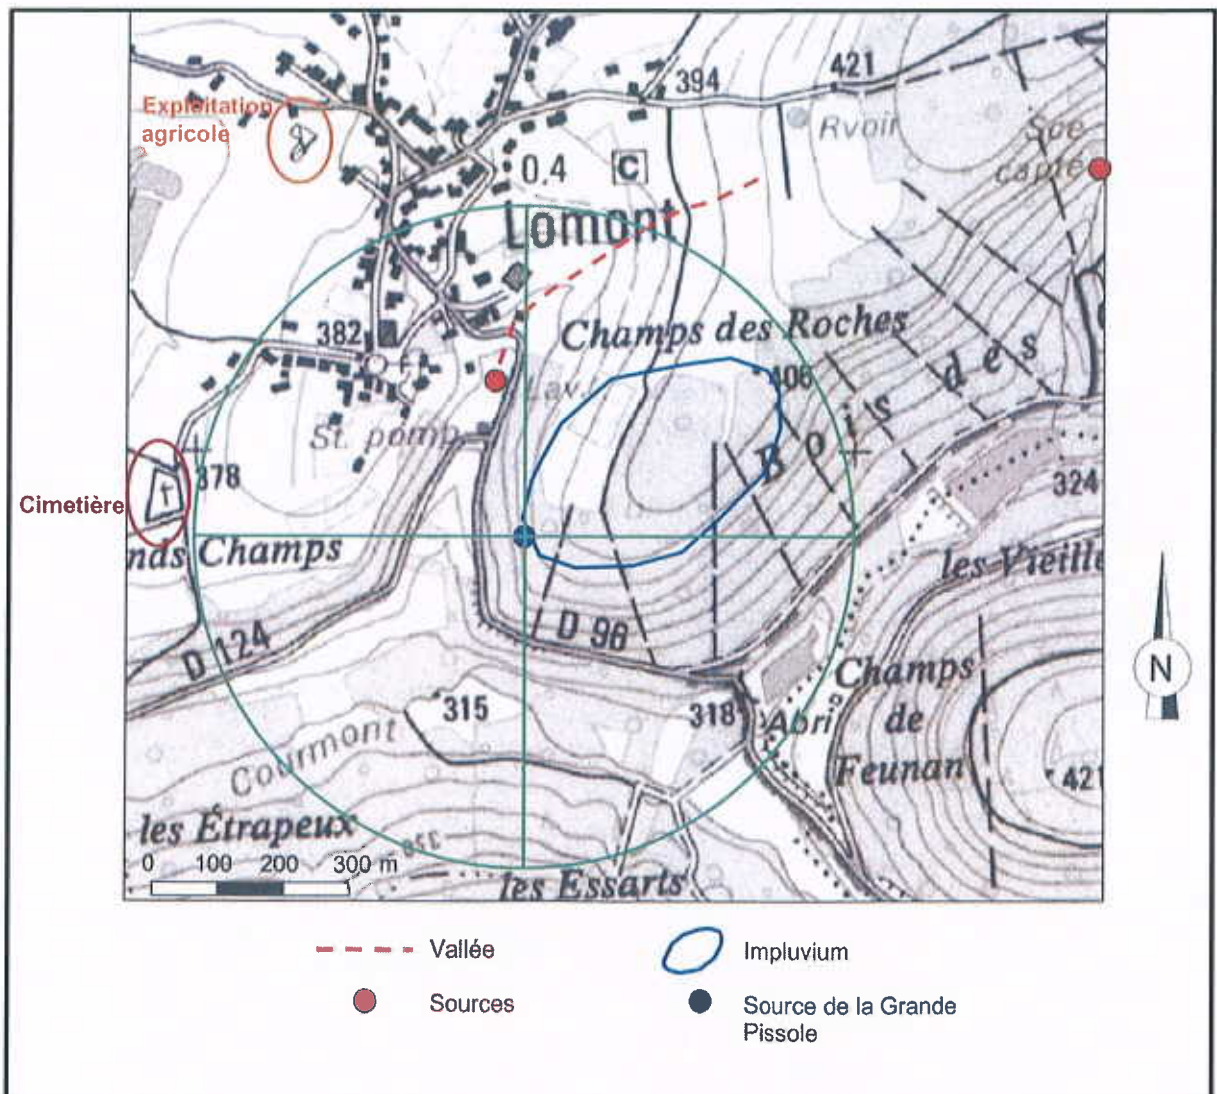 394
421
Exploitation
agricole
Rvoir
Sce
captée
0.4
C
Lomont
382
Champs des Roches
406
Lav.
Bois des
St. pomp.
378
Cimetière
324
nds Champs
les Vieille
D 124
D 96
Champs
de
Feunan
315
318
Abri
Courmont
421
les Étrapeux
328
0 100 200 300 m
les Essarts
N
Vallée
Impluvium
Sources
Source de la Grande
Pissole